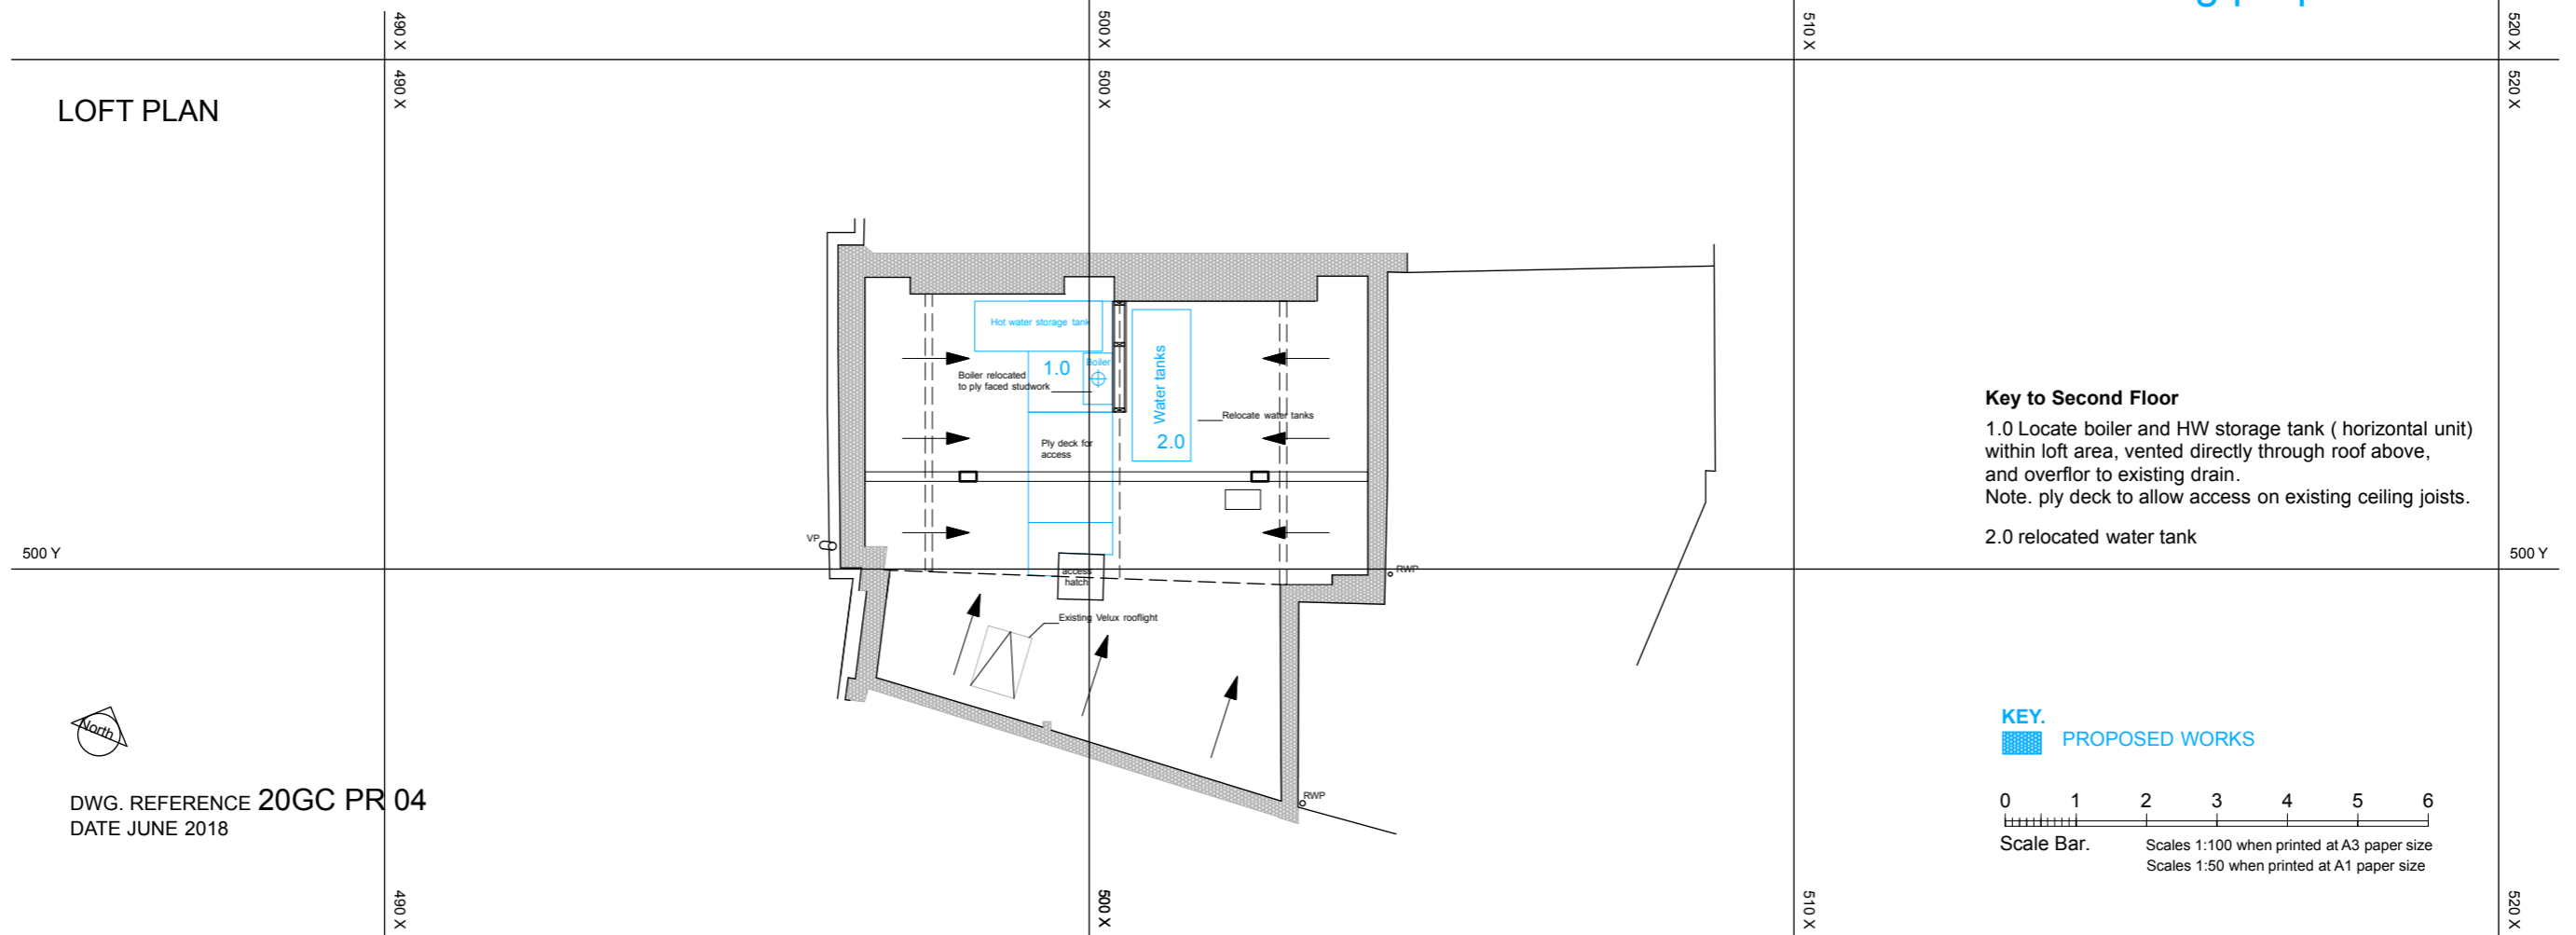 490 X
500 X
510 X
520 X
490 X
500 X
520 X
LOFT PLAN
Hot water storage tank
1.0
Boiler
Boiler relocated
to ply faced studwork
Water tanks
2.0
Relocate water tanks
Ply deck for
access
VP
500 Y
500 Y
access
hatch
RWP
Existing Velux rooflight
RWP
Key to Second Floor
1.0 Locate boiler and HW storage tank ( horizontal unit)
within loft area, vented directly through roof above,
and overflor to existing drain.
Note. ply deck to allow access on existing ceiling joists.
2.0 relocated water tank
North
KEY.
PROPOSED WORKS
DWG. REFERENCE 20GC PR 04
DATE JUNE 2018
0 1 2 3 4 5 6
Scale Bar.
Scales 1:100 when printed at A3 paper size
Scales 1:50 when printed at A1 paper size
490 X
500 X
510 X
520 X